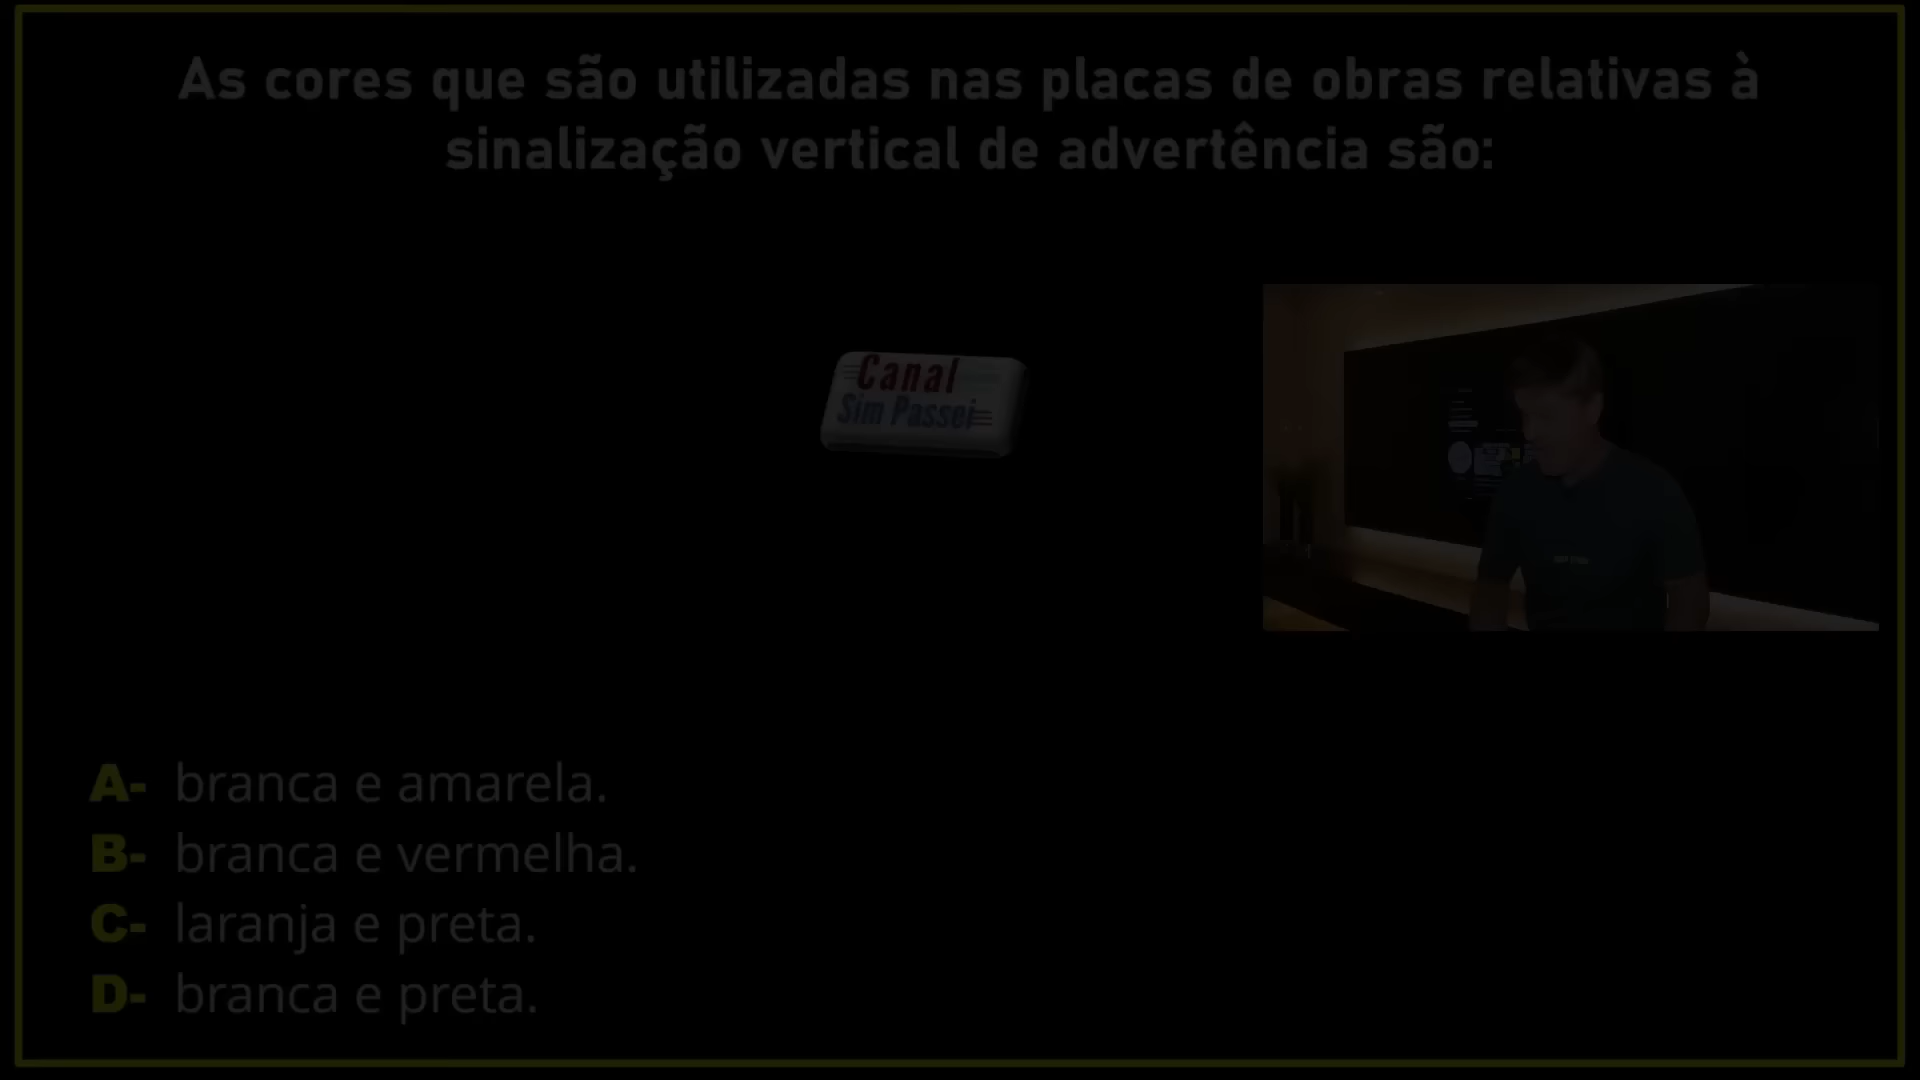 As cores que são utilizadas nas placas de obras relativas à
sinalização vertical de advertência são:
Canal
Sim Passei
A- branca e amarela.
B- branca e vermelha.
C- laranja e preta.
D- branca e preta.